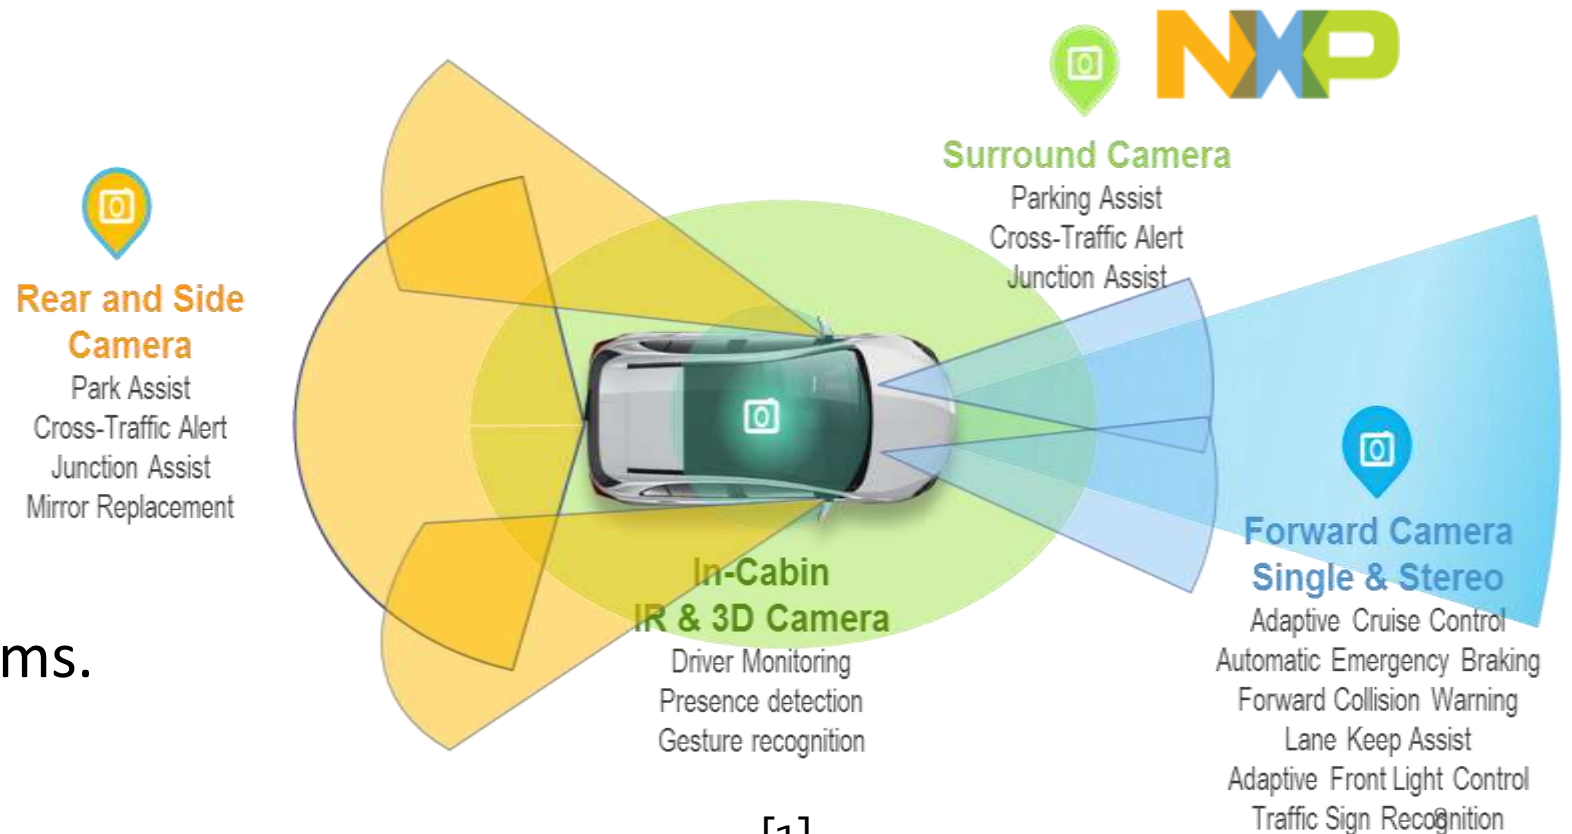 NXP
Surround Camera
Parking Assist
Cross-Traffic Alert
Junction Assist
Rear and Side
Camera
Park Assist
Cross-Traffic Alert
Junction Assist
Mirror Replacement
In-Cabin
IR & 3D Camera
Driver Monitoring
Presence detection
Gesture recognition
Forward Camera
Single & Stereo
Adaptive Cruise Control
Automatic Emergency Braking
Forward Collision Warning
Lane Keep Assist
Adaptive Front Light Control
Traffic Sign Recognition
8
ms.
[1]